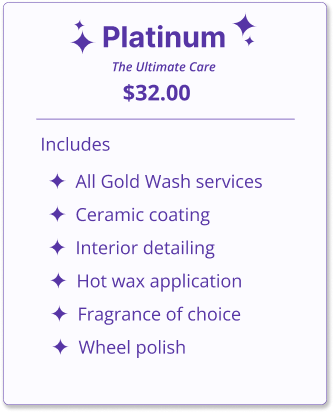 Platinum
The Ultimate Care
$32.00
Includes
All Gold Wash services
Ceramic coating
Interior detailing
Hot wax application
Fragrance of choice
Wheel polish